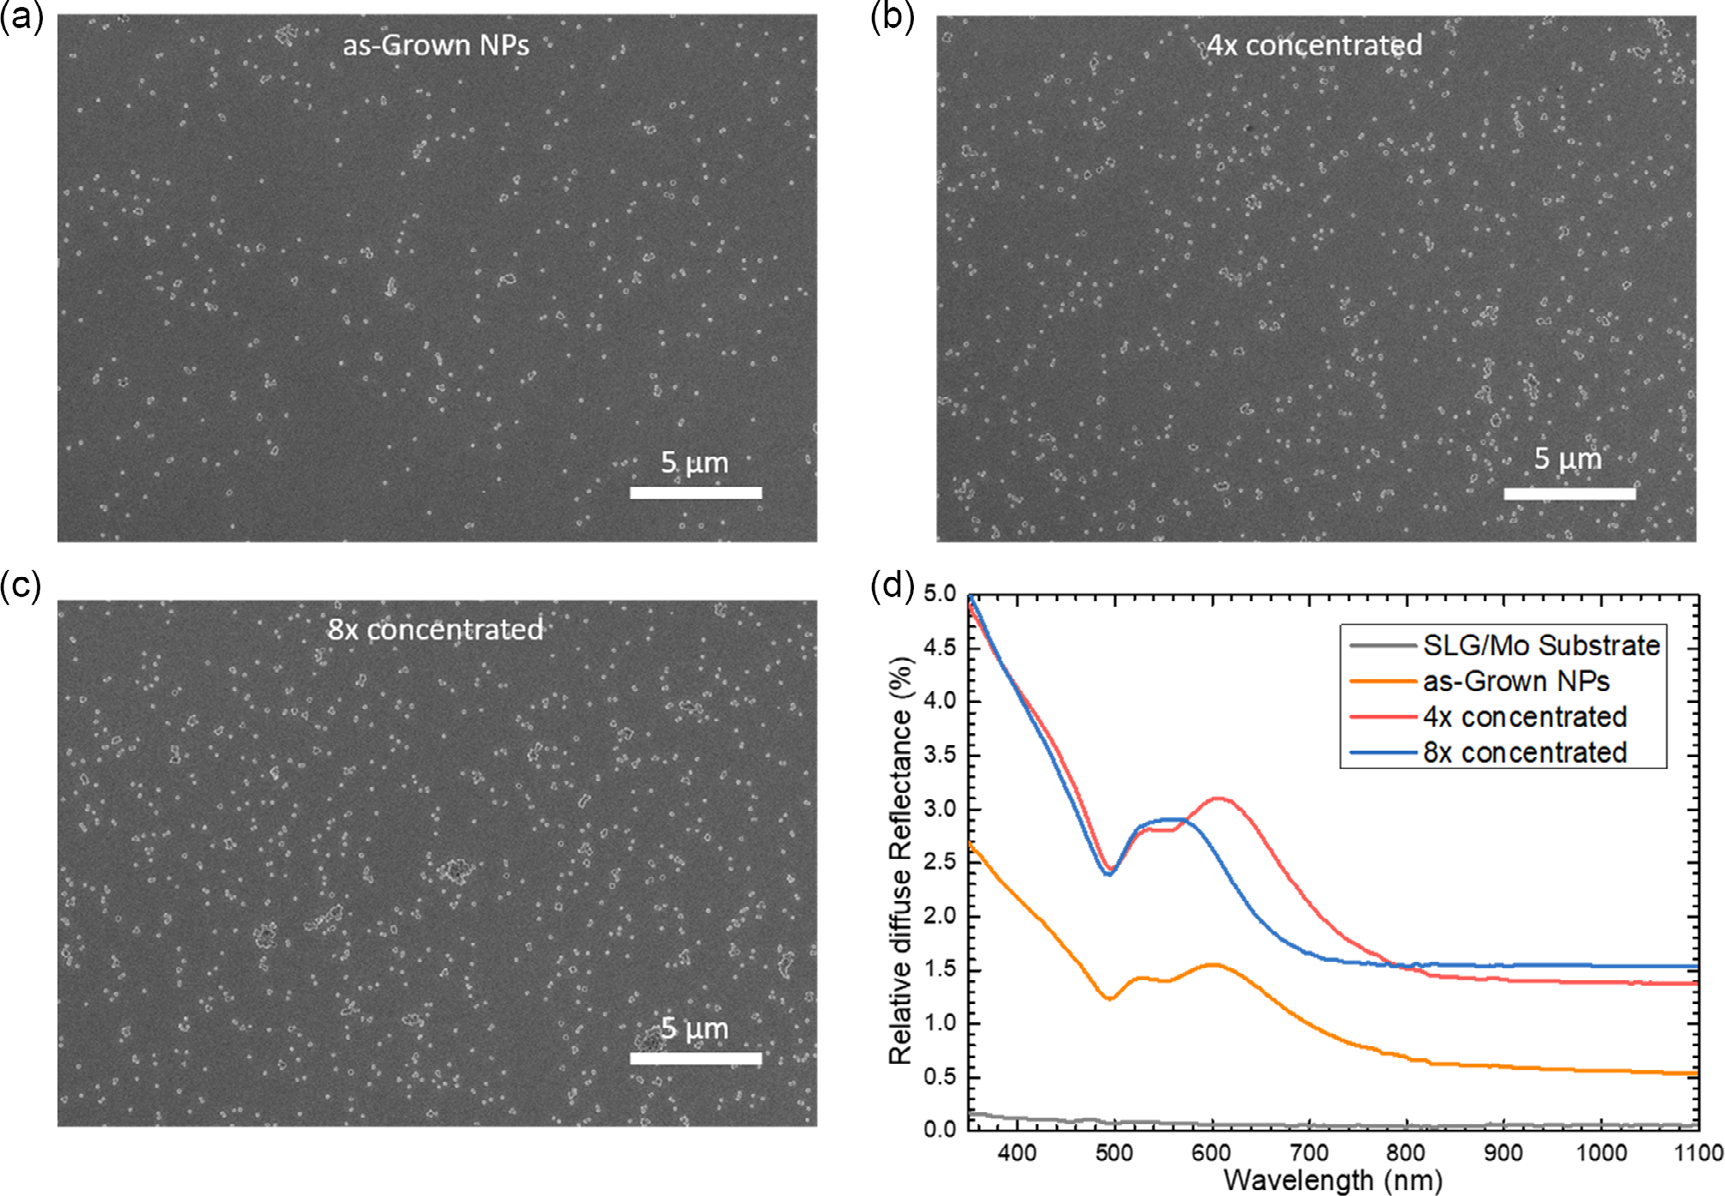 (a)
as-Grown NPs
5 μm
(b)
4x concentrated
5 μm
(c)
8x concentrated
5 μm
(d)
5.0
4.5
4.0
3.5
3.0
2.5
2.0
1.5
1.0
0.5
0.0
Relative diffuse Reflectance (%)
SLG/Mo Substrate
as-Grown NPs
4x concentrated
8x concentrated
400 500 600 700 800 900 1000 1100
Wavelength (nm)